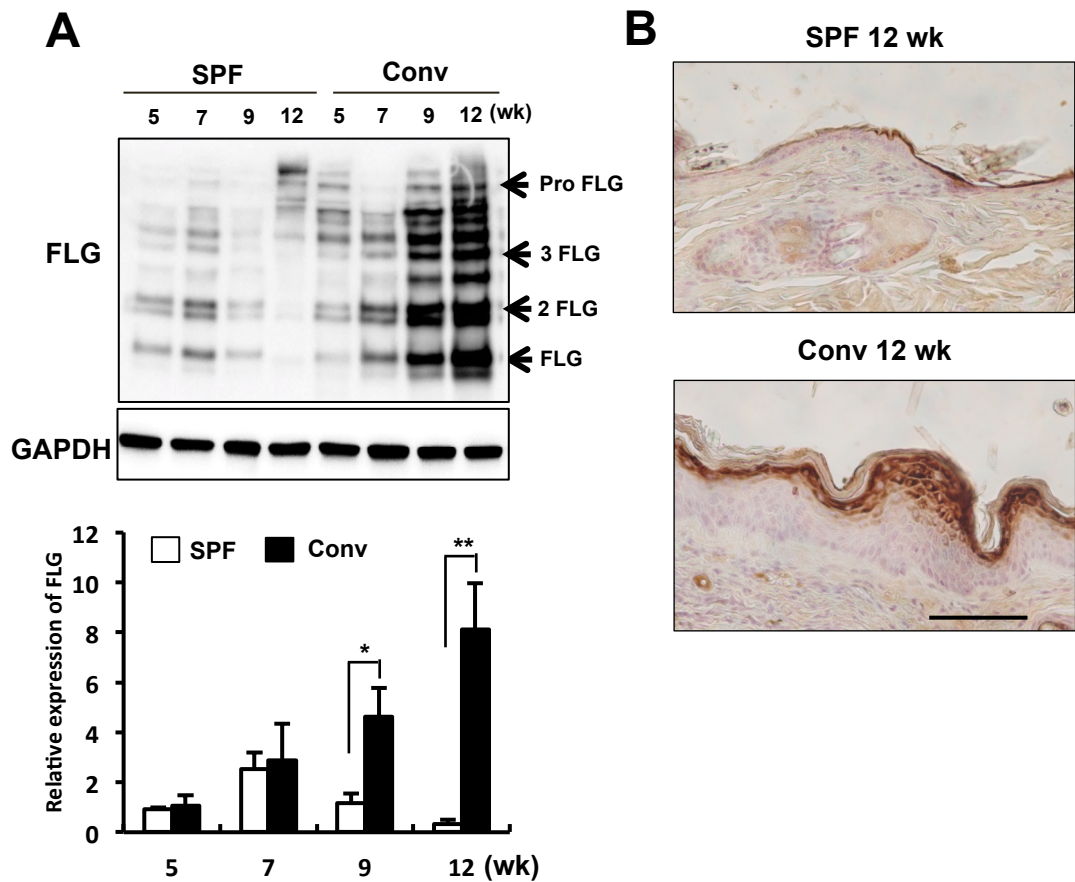 A
SPF Conv
5 7 9 12 5 7 9 12 (wk)
FLG
Pro FLG
3 FLG
2 FLG
FLG
GAPDH
Relative expression of FLG
12
10
8
6
4
2
0
SPF Conv
*
**
5 7 9 12 (wk)
B
SPF 12 wk
Conv 12 wk